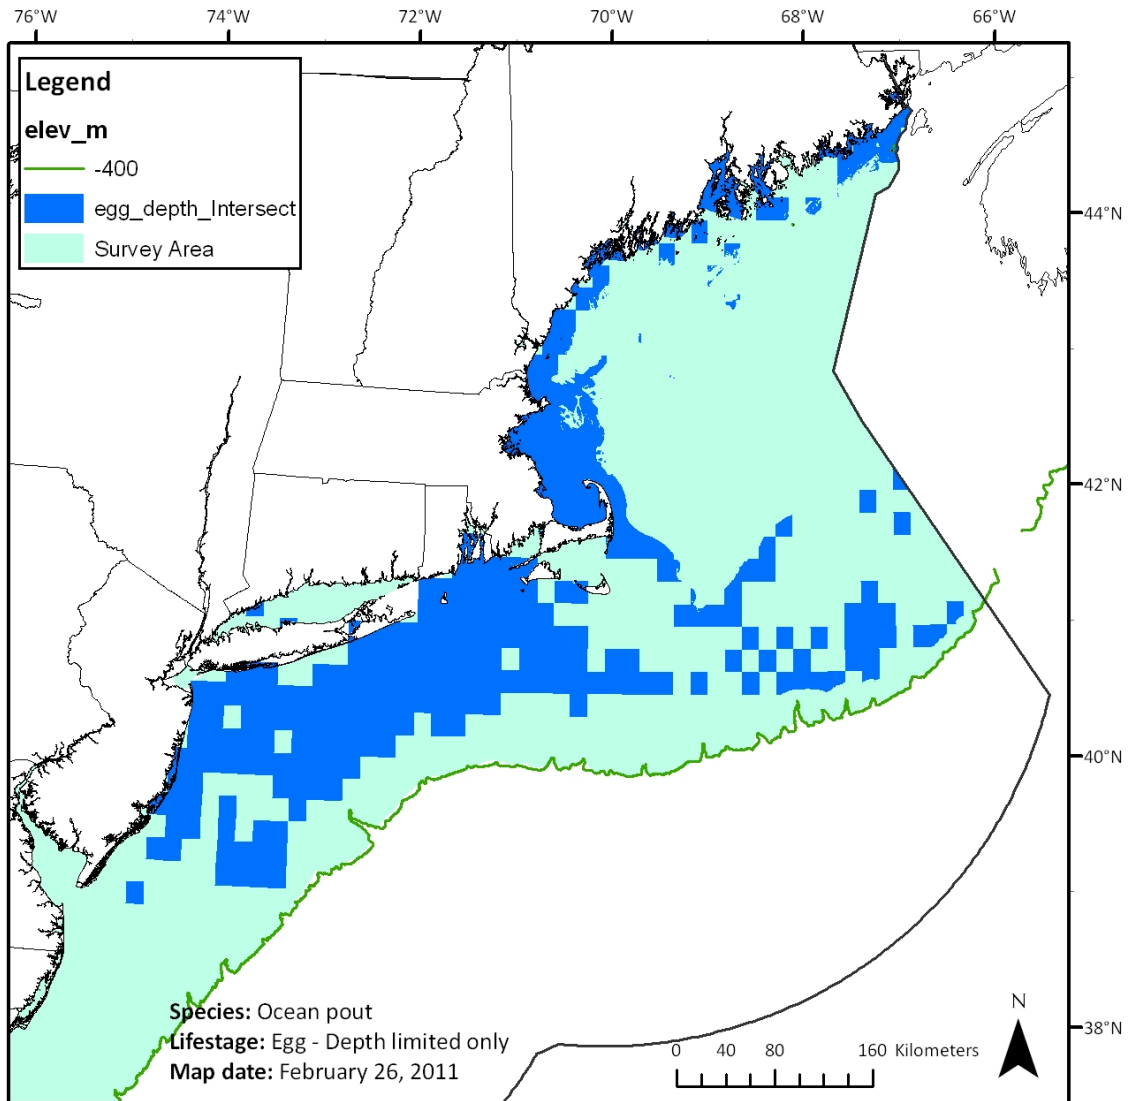 76°W 74°W 72°W 70°W 68°W 66°W
Legend
elev_m
-400
egg_depth_Intersect
Survey Area
44°N
42°N
40°N
38°N
Species: Ocean pout
Lifestage: Egg - Depth limited only
Map date: February 26, 2011
N
0 40 80 160 Kilometers